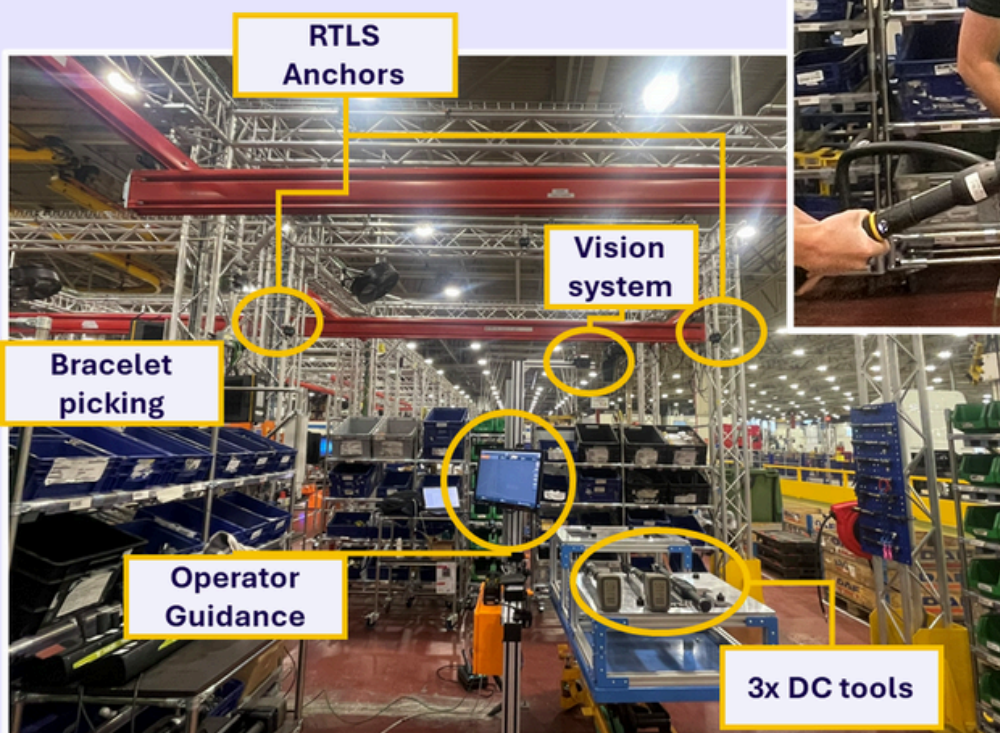 RTLS
Anchors
Vision
system
Bracelet
picking
Operator
Guidance
3x DC tools